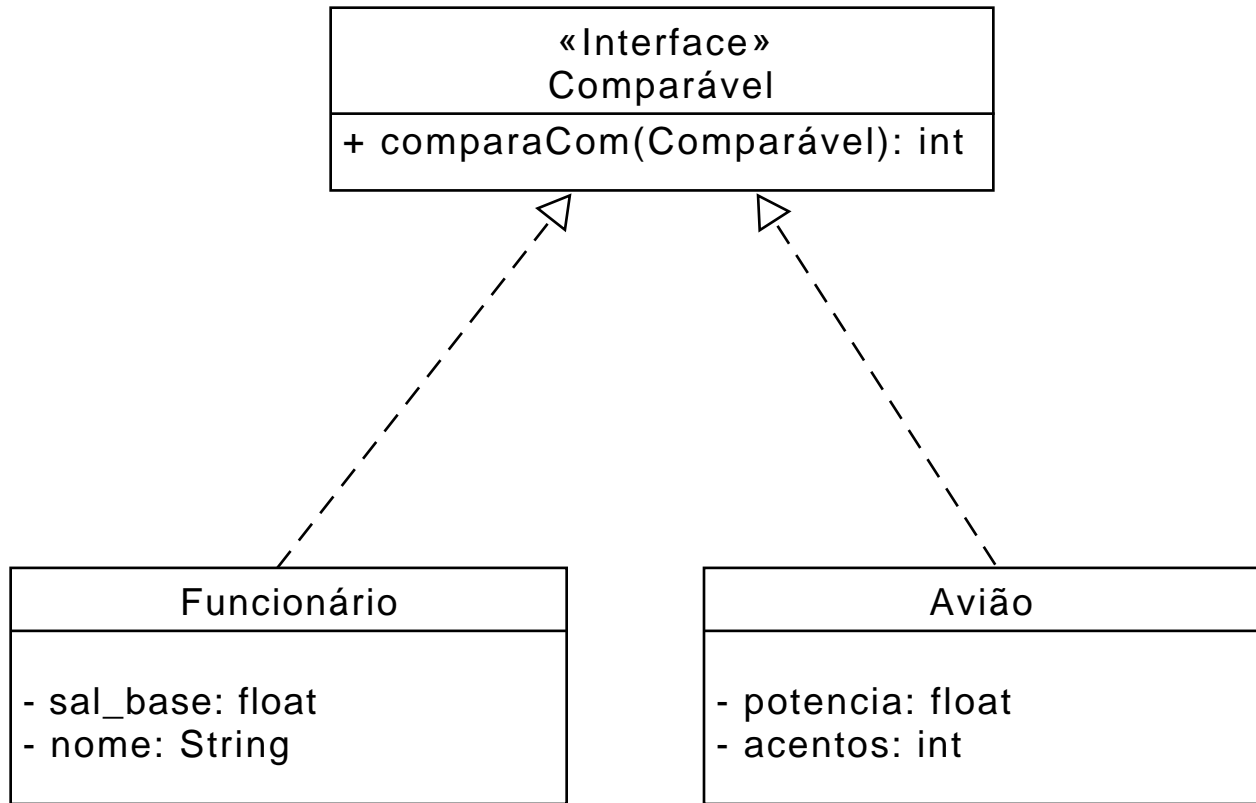 «Interface»
Comparável
+ comparaCom(Comparável): int
Funcionário
- sal_base: float
- nome: String
Avião
- potencia: float
- acentos: int